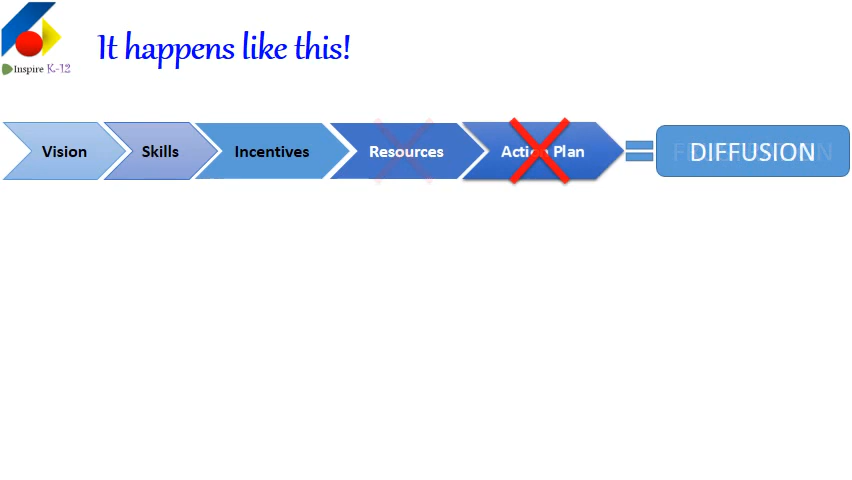 It happens like this!
Inspire K-12
Vision
Skills
Incentives
Resources
Action Plan
DIFFUSION